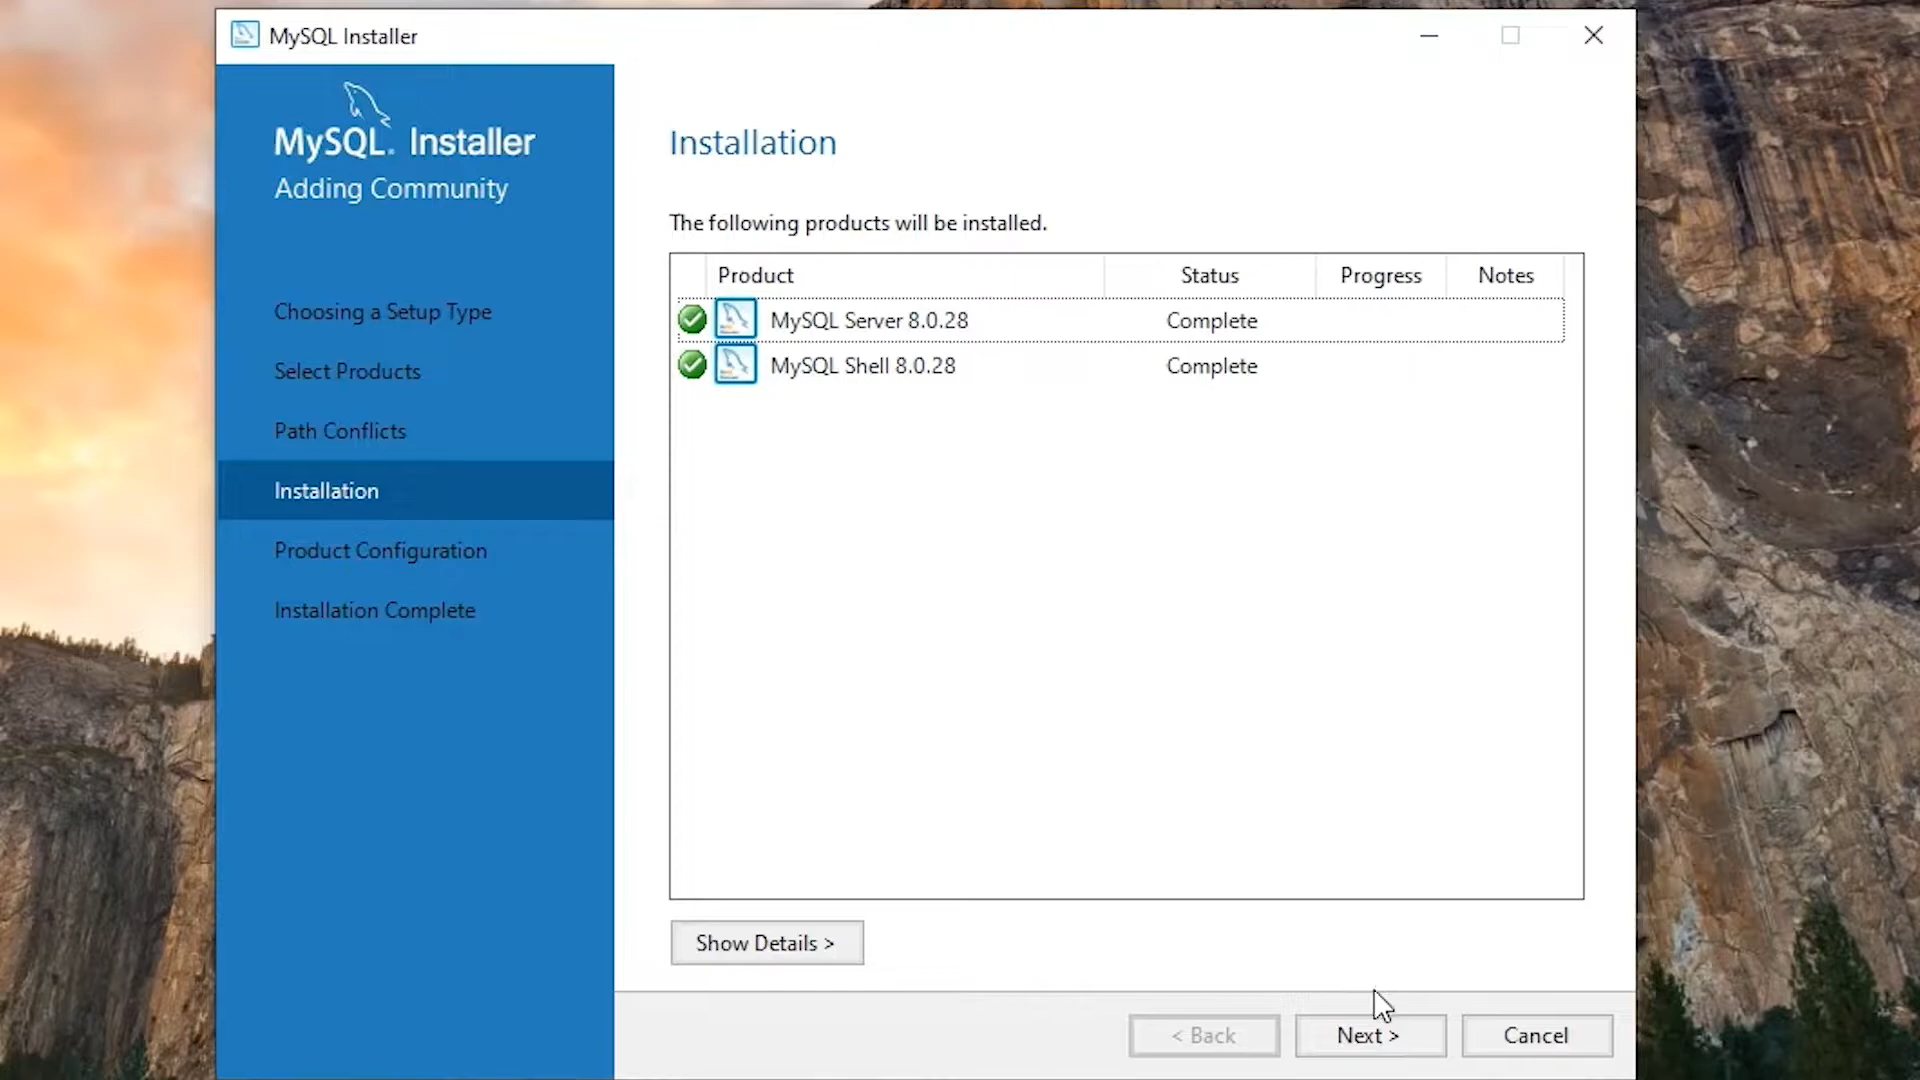 MySQL Installer
MySQL. Installer
Adding Community
Choosing a Setup Type
Select Products
Path Conflicts
Installation
Product Configuration
Installation Complete
Installation
The following products will be installed.
Product Status Progress Notes
MySQL Server 8.0.28 Complete
MySQL Shell 8.0.28 Complete
Show Details >
< Back Next > Cancel